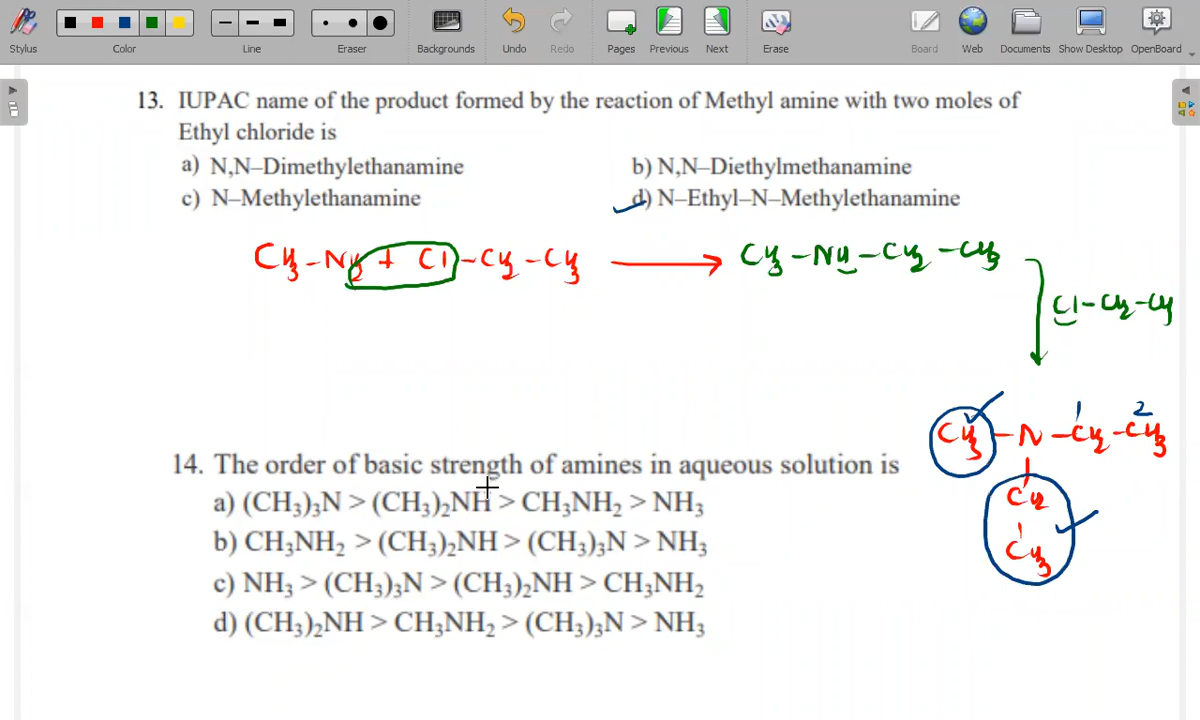 Stylus Color Line Eraser Backgrounds Undo Redo Pages Previous Next Erase Board Web Documents Show Desktop OpenBoard
13. IUPAC name of the product formed by the reaction of Methyl amine with two moles of
Ethyl chloride is
a) N,N–Dimethylethanamine b) N,N–Diethylmethanamine
c) N–Methylethanamine d) N–Ethyl–N–Methylethanamine
CH₃–NH₂ + Cl–CH₂–CH₃ → CH₃–NH–CH₂–CH₃
Cl–CH₂–CH₃
1 2
CH₃–N–CH₂–CH₃
CH₂
CH₃
14. The order of basic strength of amines in aqueous solution is
a) (CH₃)₃N > (CH₃)₂NH > CH₃NH₂ > NH₃
b) CH₃NH₂ > (CH₃)₂NH > (CH₃)₃N > NH₃
c) NH₃ > (CH₃)₃N > (CH₃)₂NH > CH₃NH₂
d) (CH₃)₂NH > CH₃NH₂ > (CH₃)₃N > NH₃